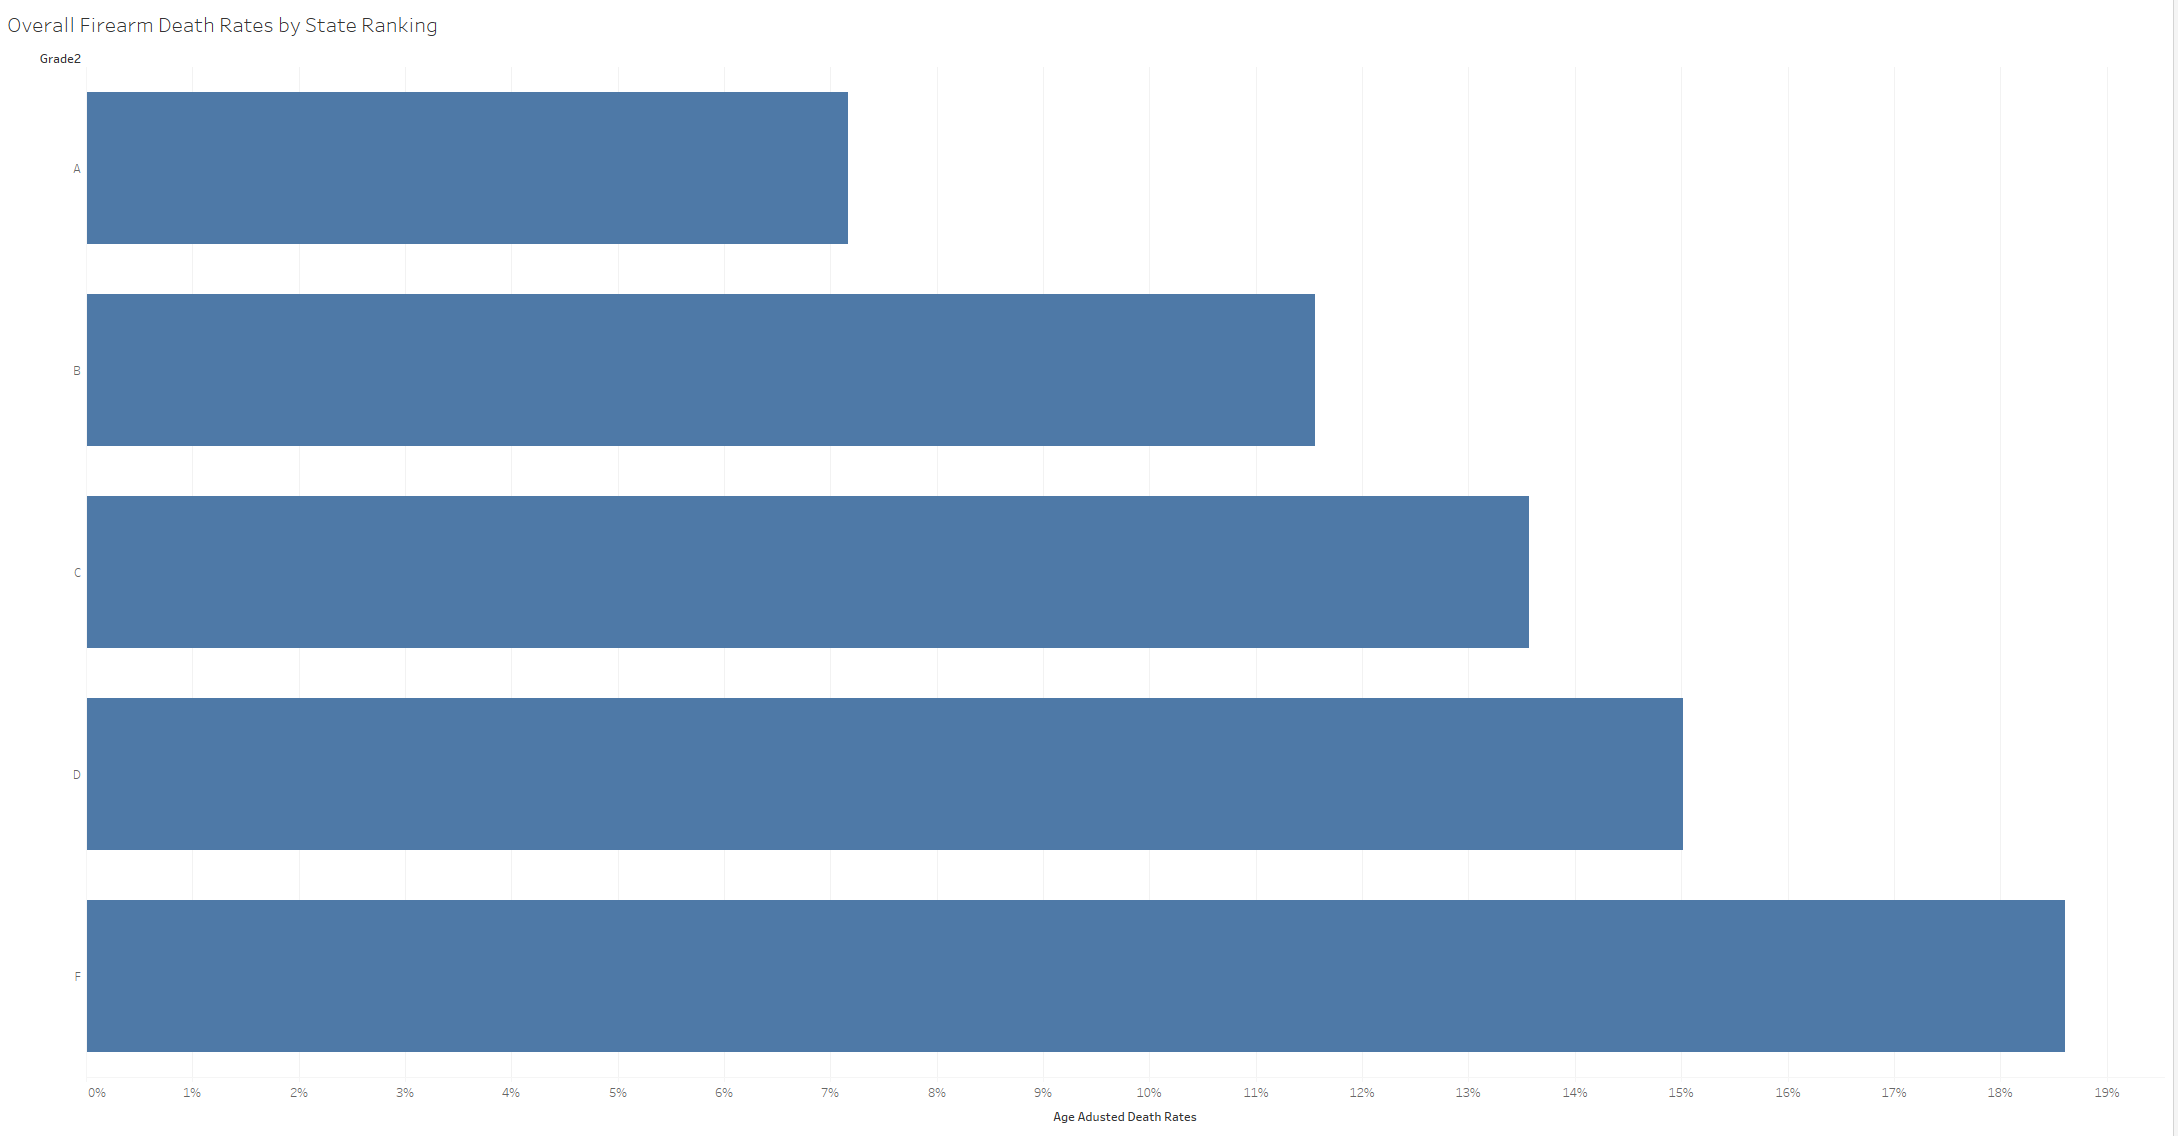 Overall Firearm Death Rates by State Ranking
Grade2
A
B
C
D
F
0% 1% 2% 3% 4% 5% 6% 7% 8% 9% 10% 11% 12% 13% 14% 15% 16% 17% 18% 19%
Age Adusted Death Rates